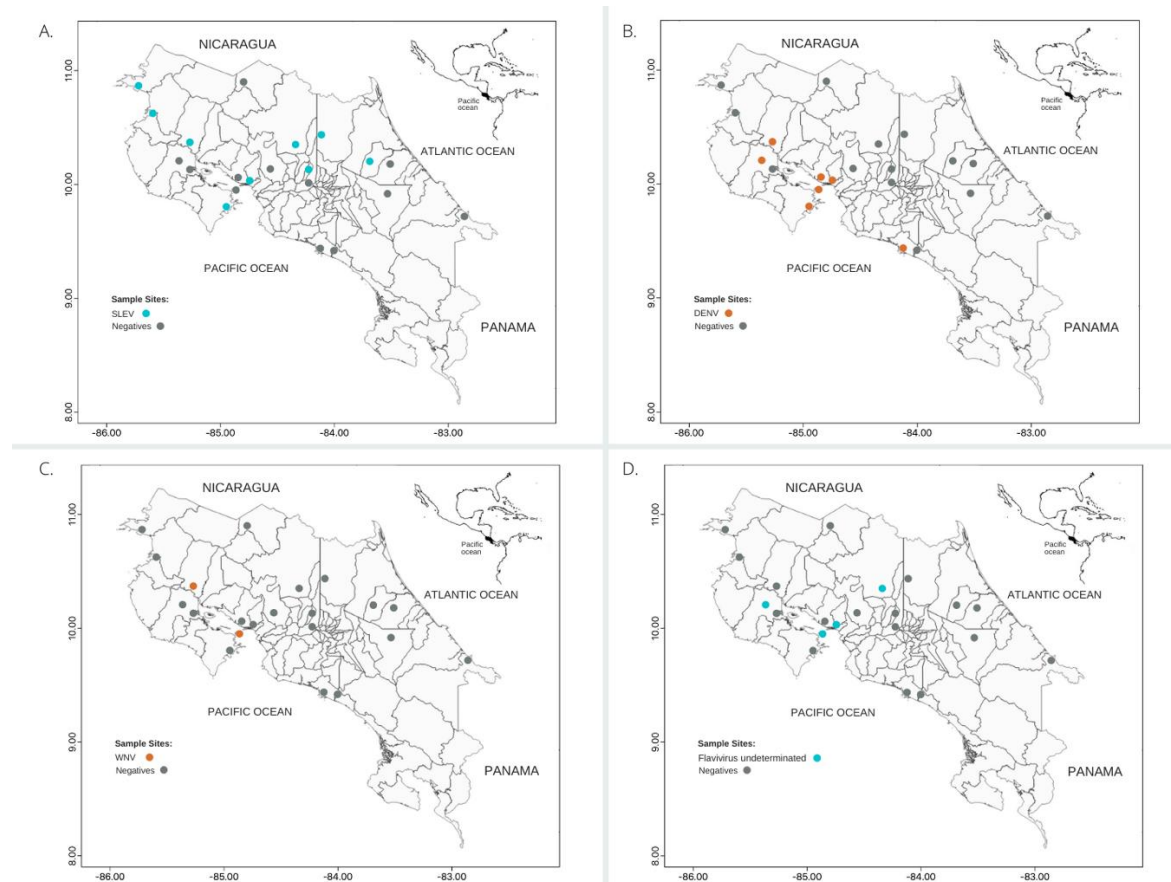 A.
NICARAGUA
Pacific
ocean
11.00
ATLANTIC OCEAN
10.00
PACIFIC OCEAN
9.00
Sample Sites:
SLEV
Negatives
PANAMA
8.00
-86.00 -85.00 -84.00 -83.00
B.
NICARAGUA
Pacific
ocean
11.00
ATLANTIC OCEAN
10.00
PACIFIC OCEAN
9.00
Sample Sites:
DENV
Negatives
PANAMA
8.00
-86.00 -85.00 -84.00 -83.00
C.
NICARAGUA
Pacific
ocean
11.00
ATLANTIC OCEAN
10.00
PACIFIC OCEAN
9.00
Sample Sites:
WNV
Negatives
PANAMA
8.00
-86.00 -85.00 -84.00 -83.00
D.
NICARAGUA
Pacific
ocean
11.00
ATLANTIC OCEAN
10.00
PACIFIC OCEAN
9.00
Sample Sites:
Flavivirus undeterminated
Negatives
PANAMA
8.00
-86.00 -85.00 -84.00 -83.00